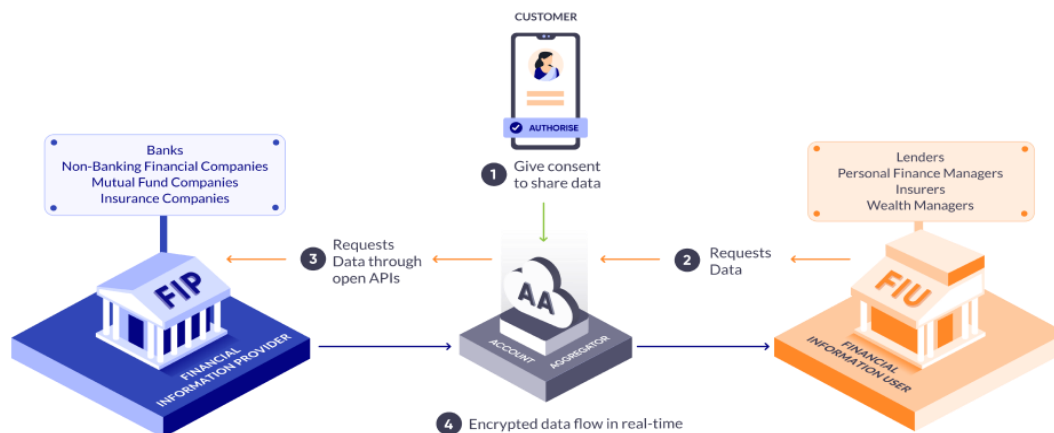 CUSTOMER
AUTHORISE
1 Give consent
to share data
Banks
Non-Banking Financial Companies
Mutual Fund Companies
Insurance Companies
Lenders
Personal Finance Managers
Insurers
Wealth Managers
3 Requests
Data through
open APIs
2 Requests
Data
FIP
AA
FIU
FINANCIAL
INFORMATION PROVIDER
ACCOUNT
AGGREGATOR
FINANCIAL
INFORMATION USER
4 Encrypted data flow in real-time